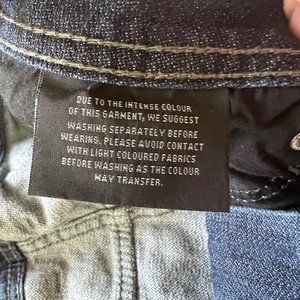 DUE TO THE INTENSE COLOUR
OF THIS GARMENT, WE SUGGEST
WASHING SEPARATELY BEFORE
WEARING. PLEASE AVOID CONTACT
WITH LIGHT COLOURED FABRICS
BEFORE WASHING AS THE COLOUR
MAY TRANSFER.